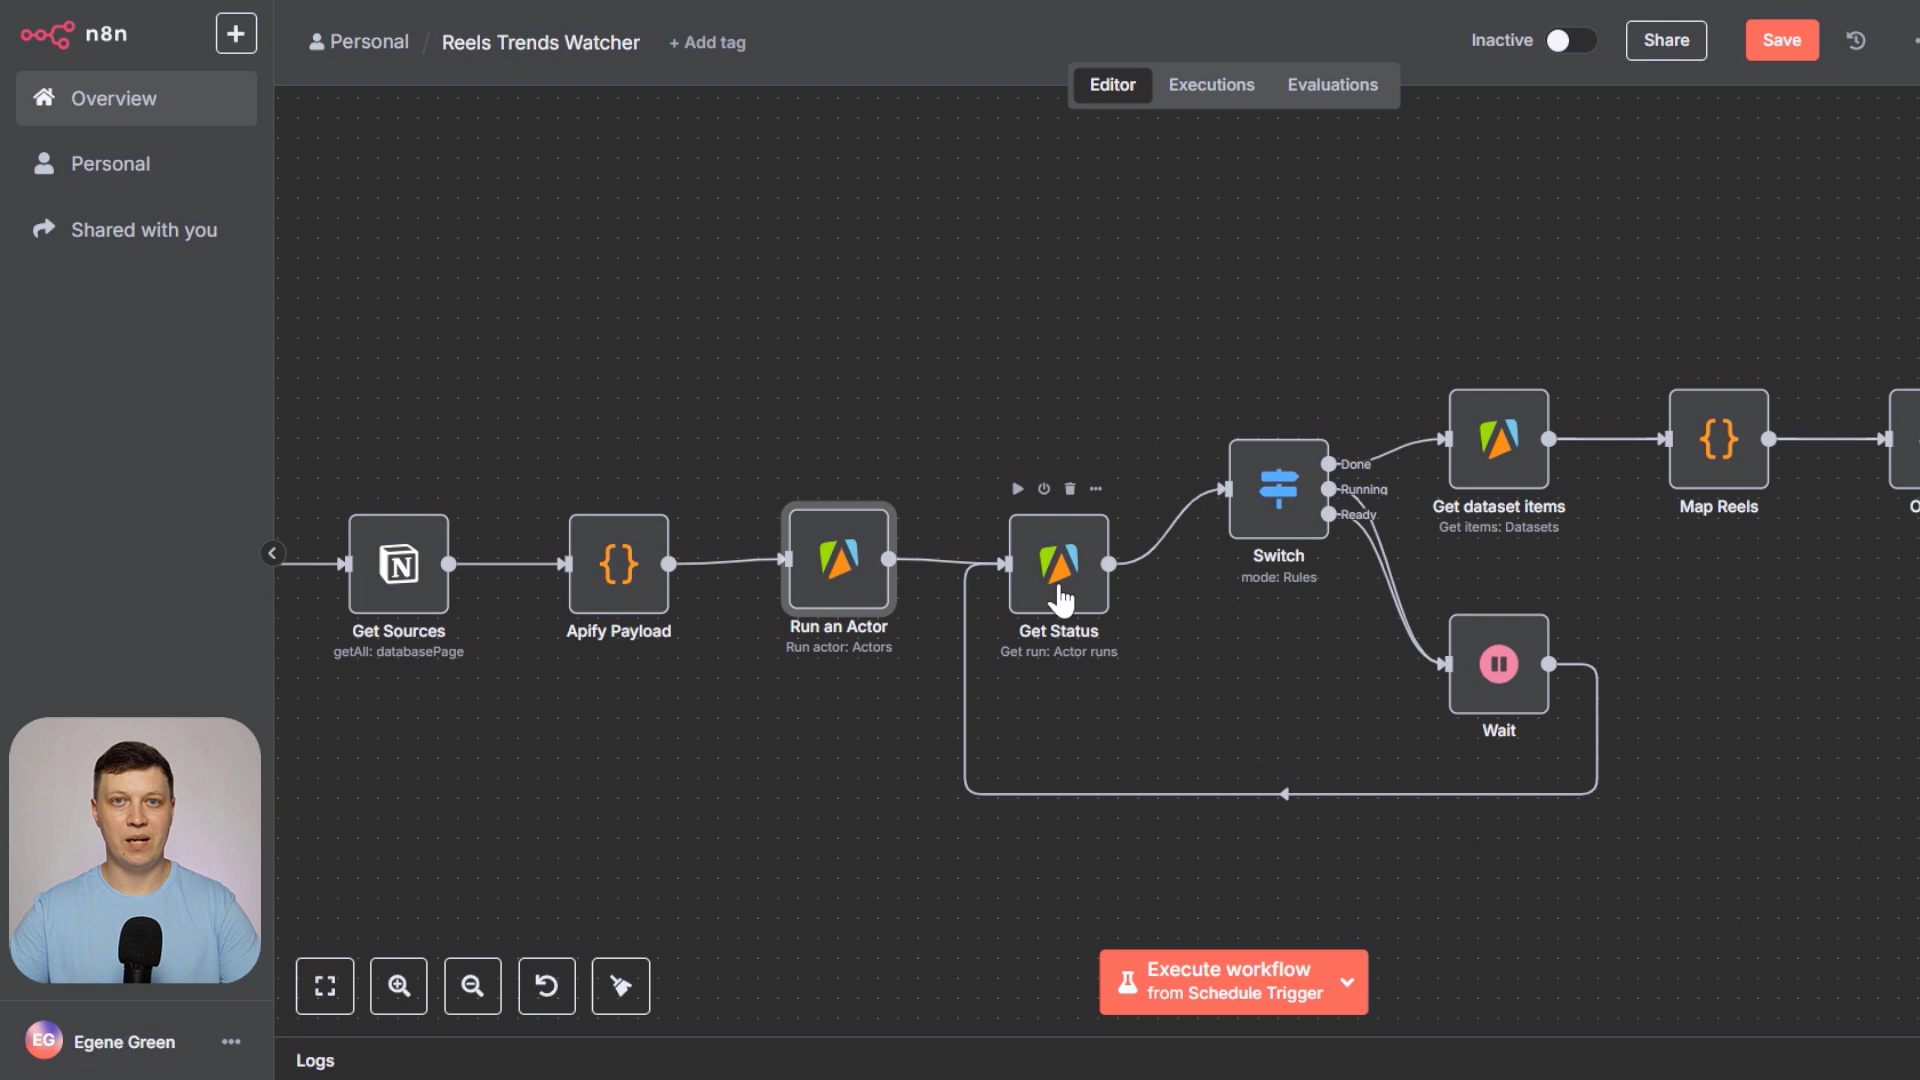 n8n
Personal / Reels Trends Watcher + Add tag
Inactive
Share
Save
Editor
Executions
Evaluations
Overview
Personal
Shared with you
Get Sources
getAll: databasePage
Apify Payload
Run an Actor
Run actor: Actors
Get Status
Get run: Actor runs
Done
Running
Ready
Switch
mode: Rules
Get dataset items
Get items: Datasets
Map Reels
Wait
Execute workflow
from Schedule Trigger
EG Egene Green
Logs